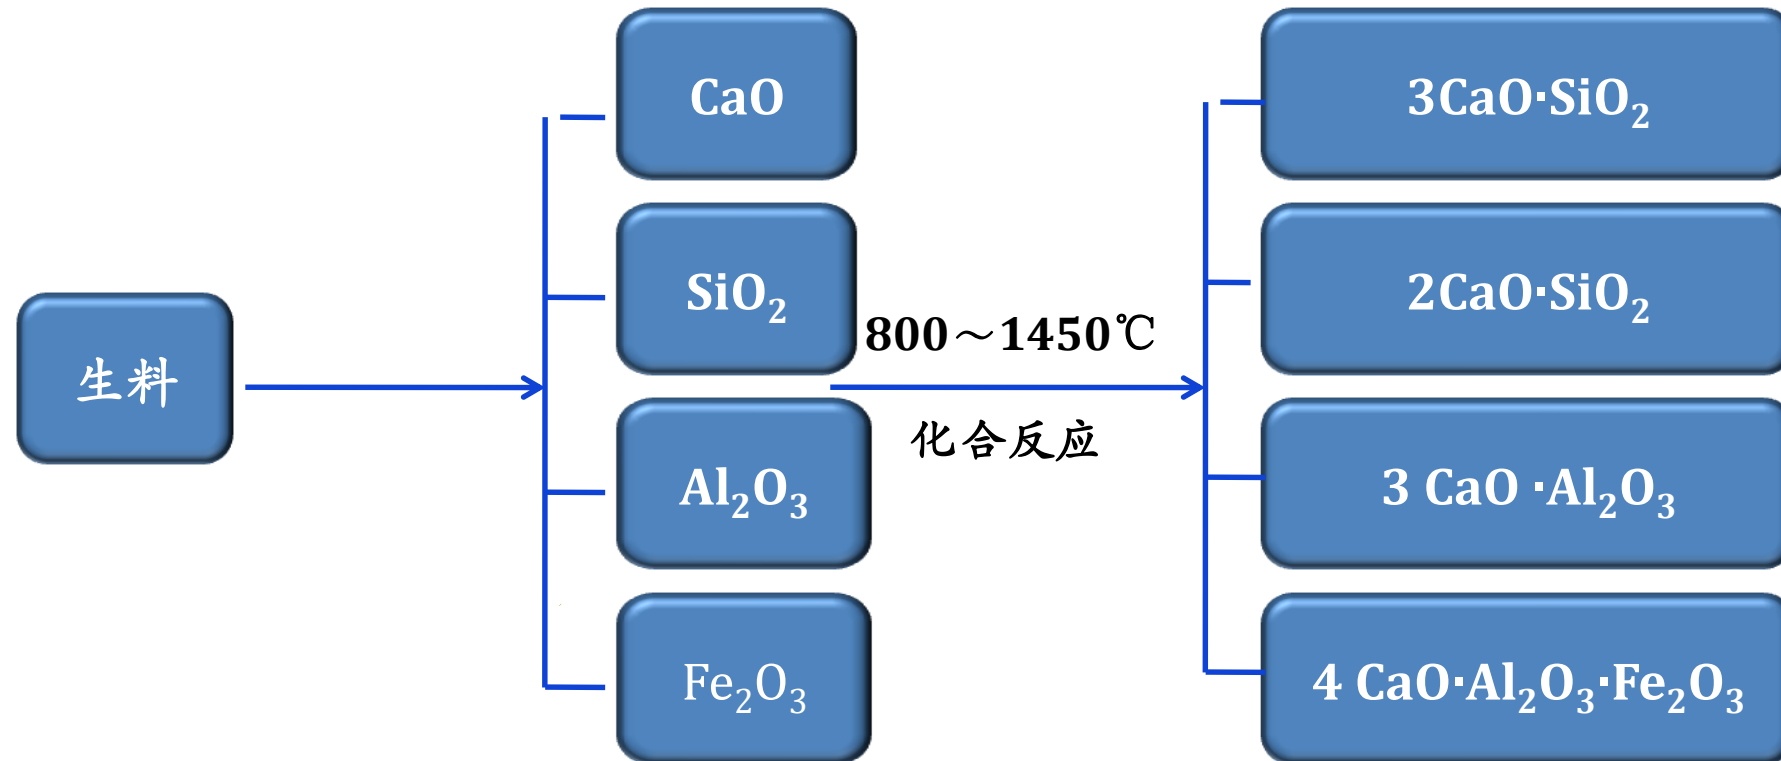 生料
CaO
SiO₂
Al₂O₃
Fe₂O₃
800～1450℃
化合反应
3CaO·SiO₂
2CaO·SiO₂
3 CaO ·Al₂O₃
4 CaO·Al₂O₃·Fe₂O₃